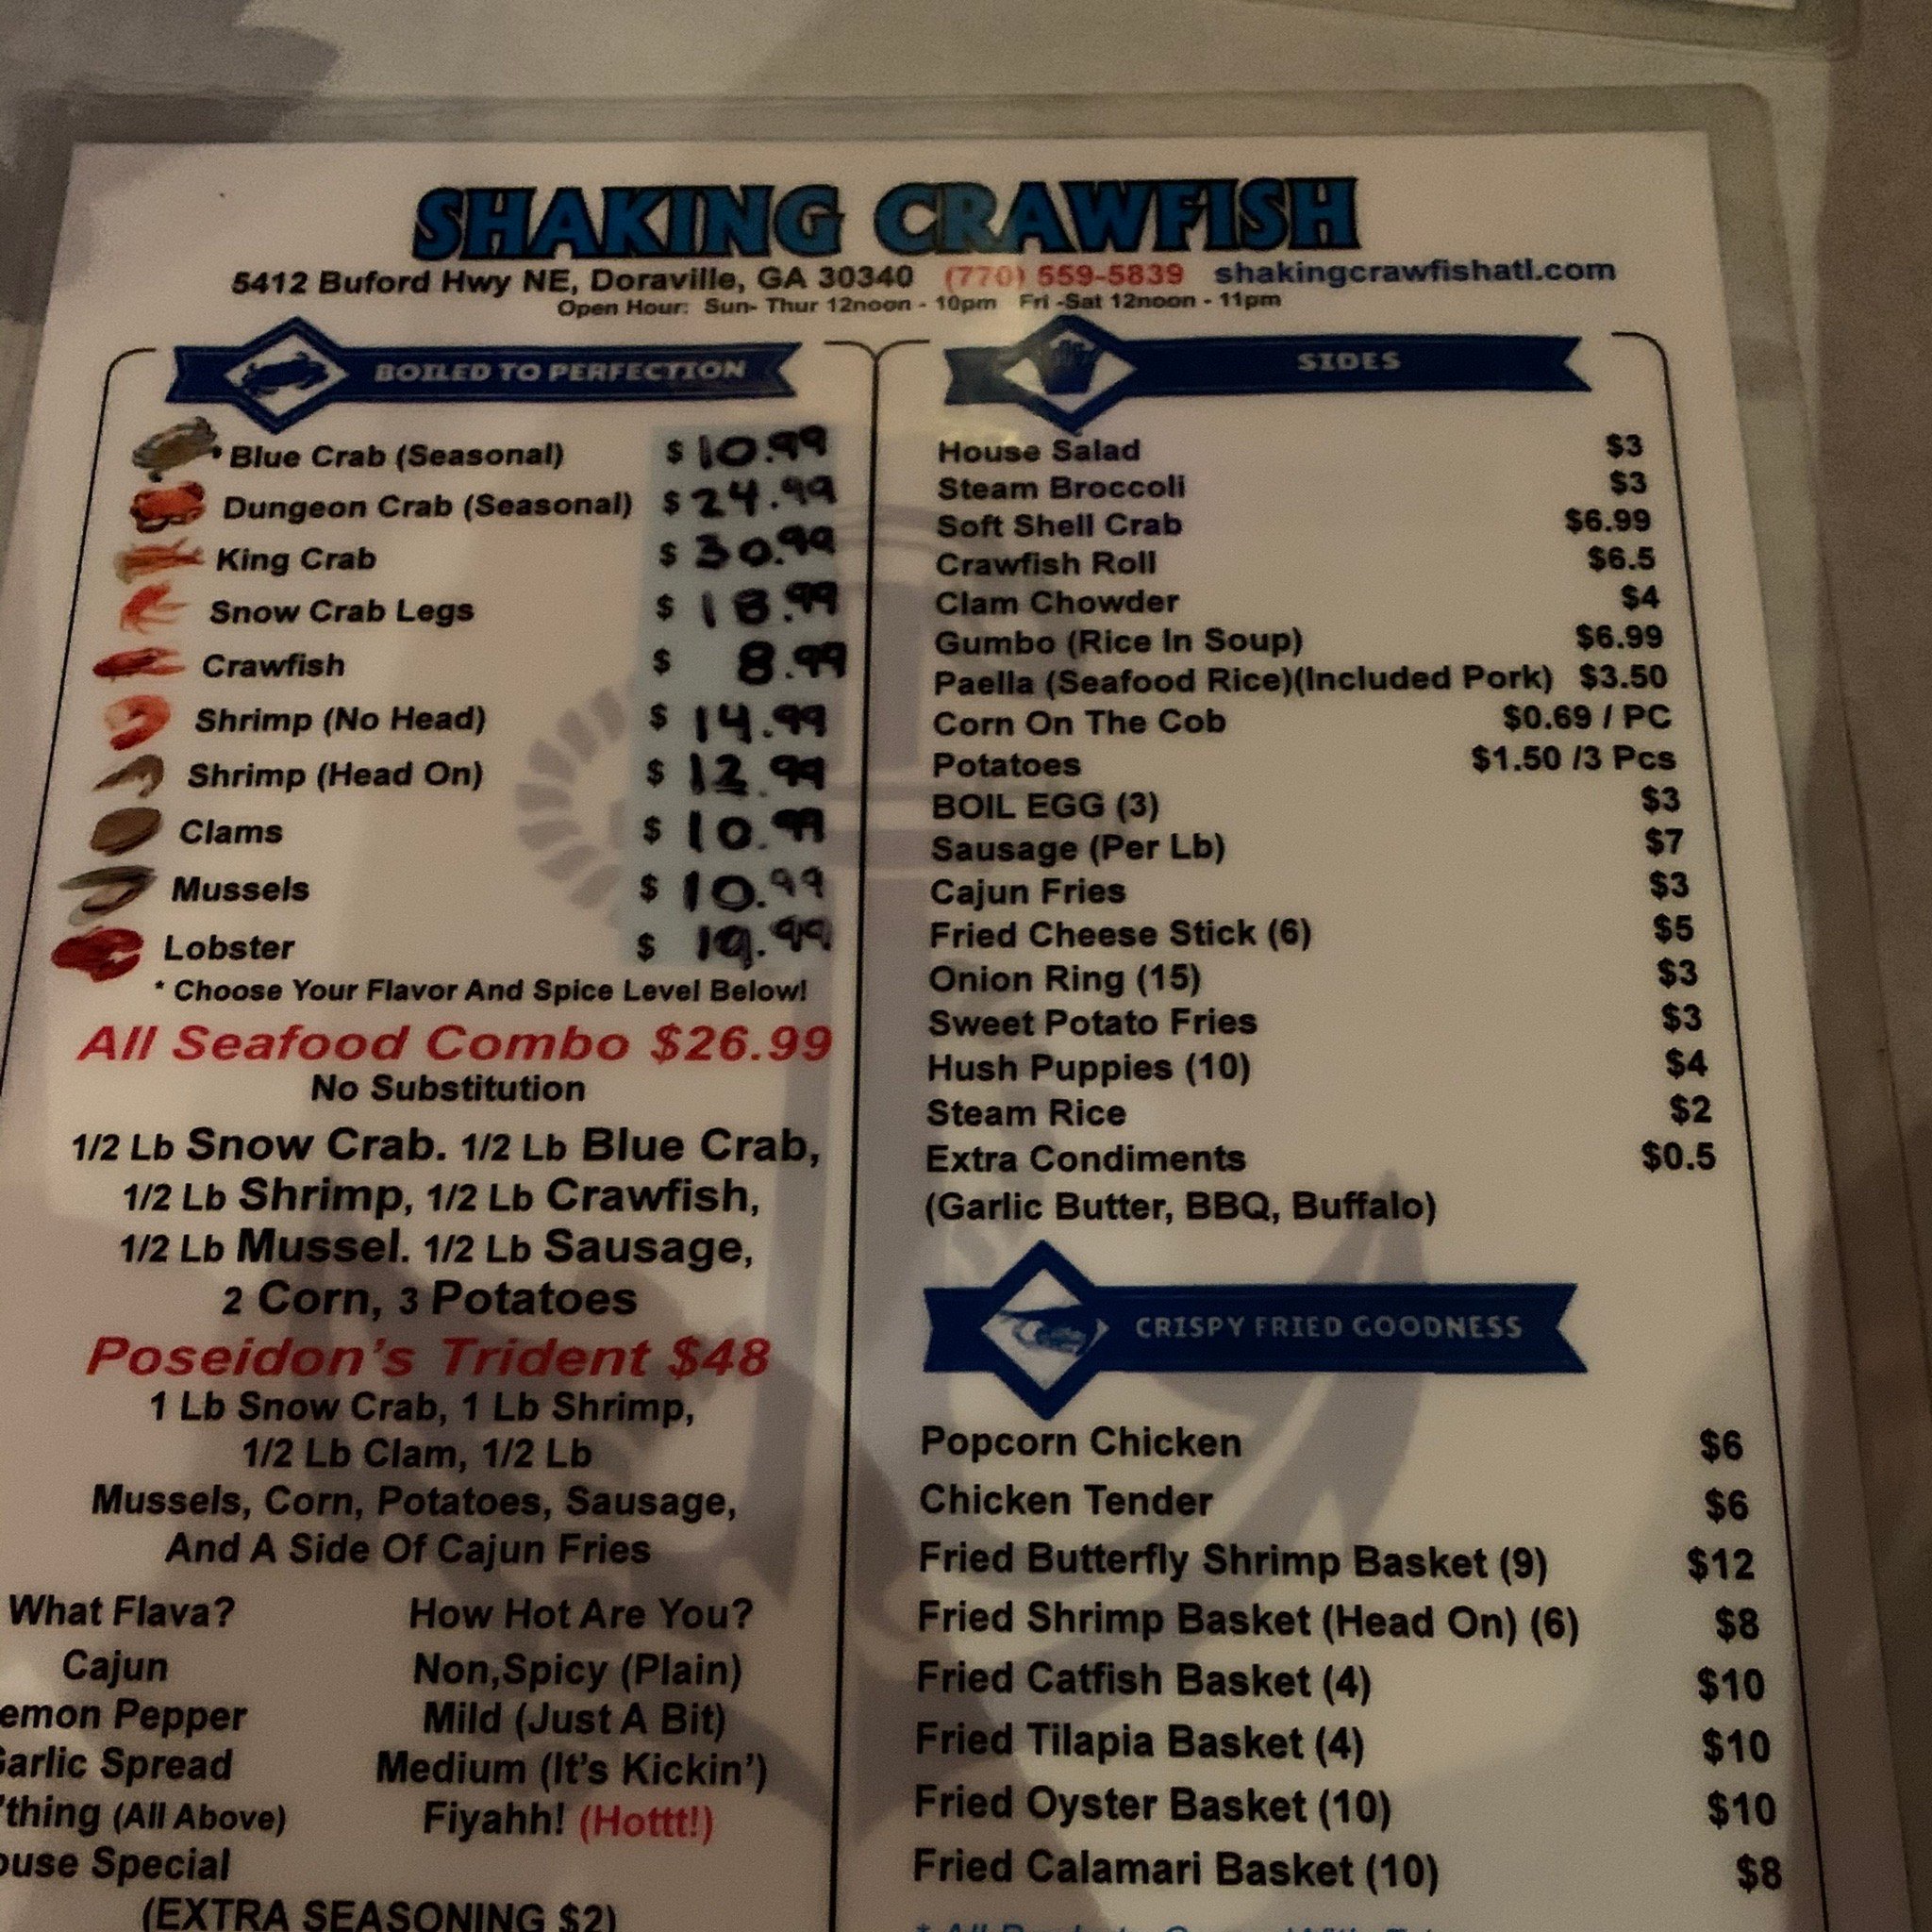 SHAKING CRAWFISH
5412 Buford Hwy NE, Doraville, GA 30340 (770) 559-5839 shakingcrawfishatl.com
Open Hour: Sun- Thur 12noon - 10pm Fri -Sat 12noon - 11pm
BOILED TO PERFECTION
* Blue Crab (Seasonal) $ 10.99
Dungeon Crab (Seasonal) $ 24.99
King Crab $ 30.99
Snow Crab Legs $ 18.99
Crawfish $ 8.99
Shrimp (No Head) $ 14.99
Shrimp (Head On) $ 12.99
Clams $ 10.99
Mussels $ 10.99
Lobster $ 19.99
* Choose Your Flavor And Spice Level Below!
All Seafood Combo $26.99
No Substitution
1/2 Lb Snow Crab. 1/2 Lb Blue Crab,
1/2 Lb Shrimp, 1/2 Lb Crawfish,
1/2 Lb Mussel. 1/2 Lb Sausage,
2 Corn, 3 Potatoes
Poseidon's Trident $48
1 Lb Snow Crab, 1 Lb Shrimp,
1/2 Lb Clam, 1/2 Lb
Mussels, Corn, Potatoes, Sausage,
And A Side Of Cajun Fries
What Flava?
Cajun
emon Pepper
arlic Spread
'thing (All Above)
ouse Special
How Hot Are You?
Non,Spicy (Plain)
Mild (Just A Bit)
Medium (It's Kickin')
Fiyahh! (Hottt!)
(EXTRA SEASONING $2)
SIDES
House Salad $3
Steam Broccoli $3
Soft Shell Crab $6.99
Crawfish Roll $6.5
Clam Chowder $4
Gumbo (Rice In Soup) $6.99
Paella (Seafood Rice)(Included Pork) $3.50
Corn On The Cob $0.69 / PC
Potatoes $1.50 /3 Pcs
BOIL EGG (3) $3
Sausage (Per Lb) $7
Cajun Fries $3
Fried Cheese Stick (6) $5
Onion Ring (15) $3
Sweet Potato Fries $3
Hush Puppies (10) $4
Steam Rice $2
Extra Condiments $0.5
(Garlic Butter, BBQ, Buffalo)
CRISPY FRIED GOODNESS
Popcorn Chicken $6
Chicken Tender $6
Fried Butterfly Shrimp Basket (9) $12
Fried Shrimp Basket (Head On) (6) $8
Fried Catfish Basket (4) $10
Fried Tilapia Basket (4) $10
Fried Oyster Basket (10) $10
Fried Calamari Basket (10) $8